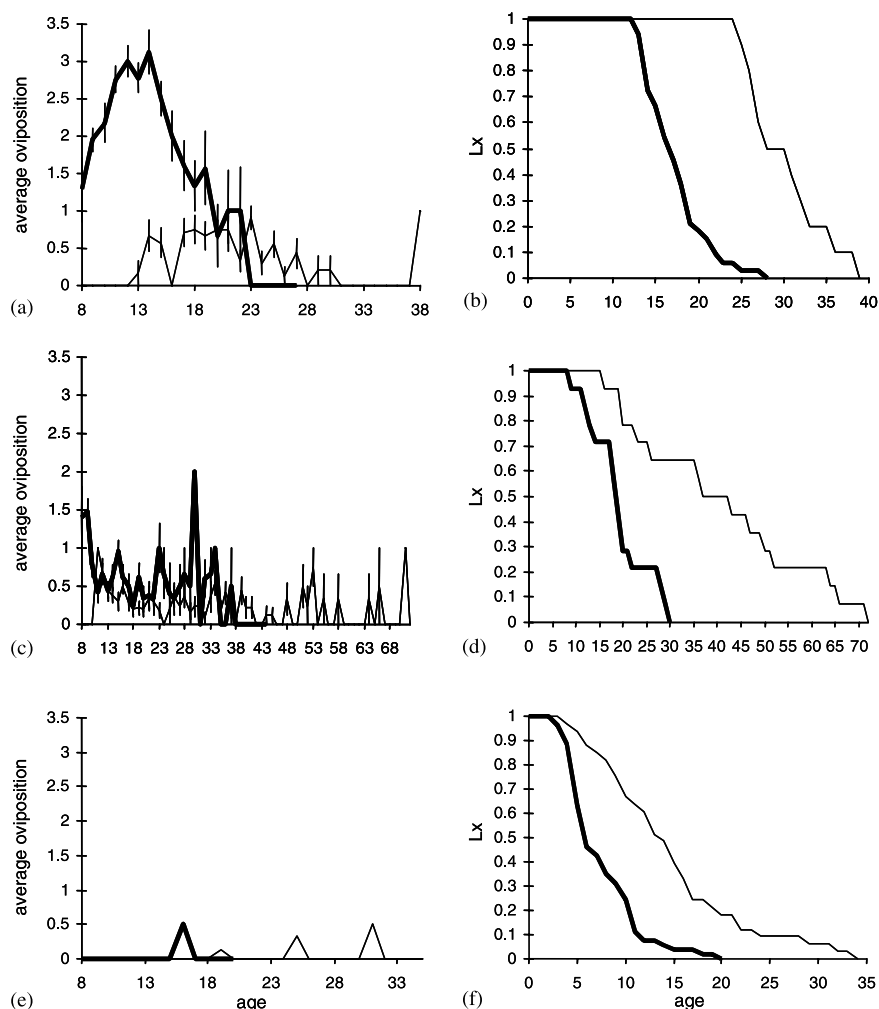 average oviposition
3.5
3
2.5
2
1.5
1
0.5
0
8 13 18 23 28 33 38
(a)
Lx
1
0.9
0.8
0.7
0.6
0.5
0.4
0.3
0.2
0.1
0
0 5 10 15 20 25 30 35 40
(b)
average oviposition
3.5
3
2.5
2
1.5
1
0.5
0
8 13 18 23 28 33 38 43 48 53 58 63 68
(c)
Lx
1
0.9
0.8
0.7
0.6
0.5
0.4
0.3
0.2
0.1
0
0 5 10 15 20 25 30 35 40 45 50 55 60 65 70
(d)
average oviposition
3.5
3
2.5
2
1.5
1
0.5
0
8 13 18 23 28 33
age
(e)
Lx
1
0.9
0.8
0.7
0.6
0.5
0.4
0.3
0.2
0.1
0
0 5 10 15 20 25 30 35
age
(f)